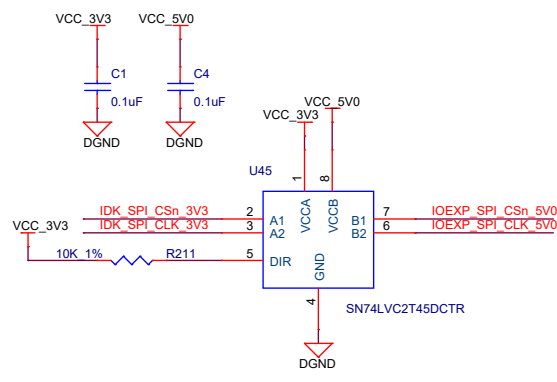 VCC_3V3 VCC_5V0
C1 C4
0.1uF 0.1uF
DGND DGND
VCC_5V0
VCC_3V3
U45
1 8
VCCA VCCB
IDK_SPI_CSn_3V3 2 A1 B1 7 IOEXP_SPI_CSn_5V0
IDK_SPI_CLK_3V3 3 A2 B2 6 IOEXP_SPI_CLK_5V0
VCC_3V3
10K_1% R211 5 DIR
GND
4
SN74LVC2T45DCTR
DGND